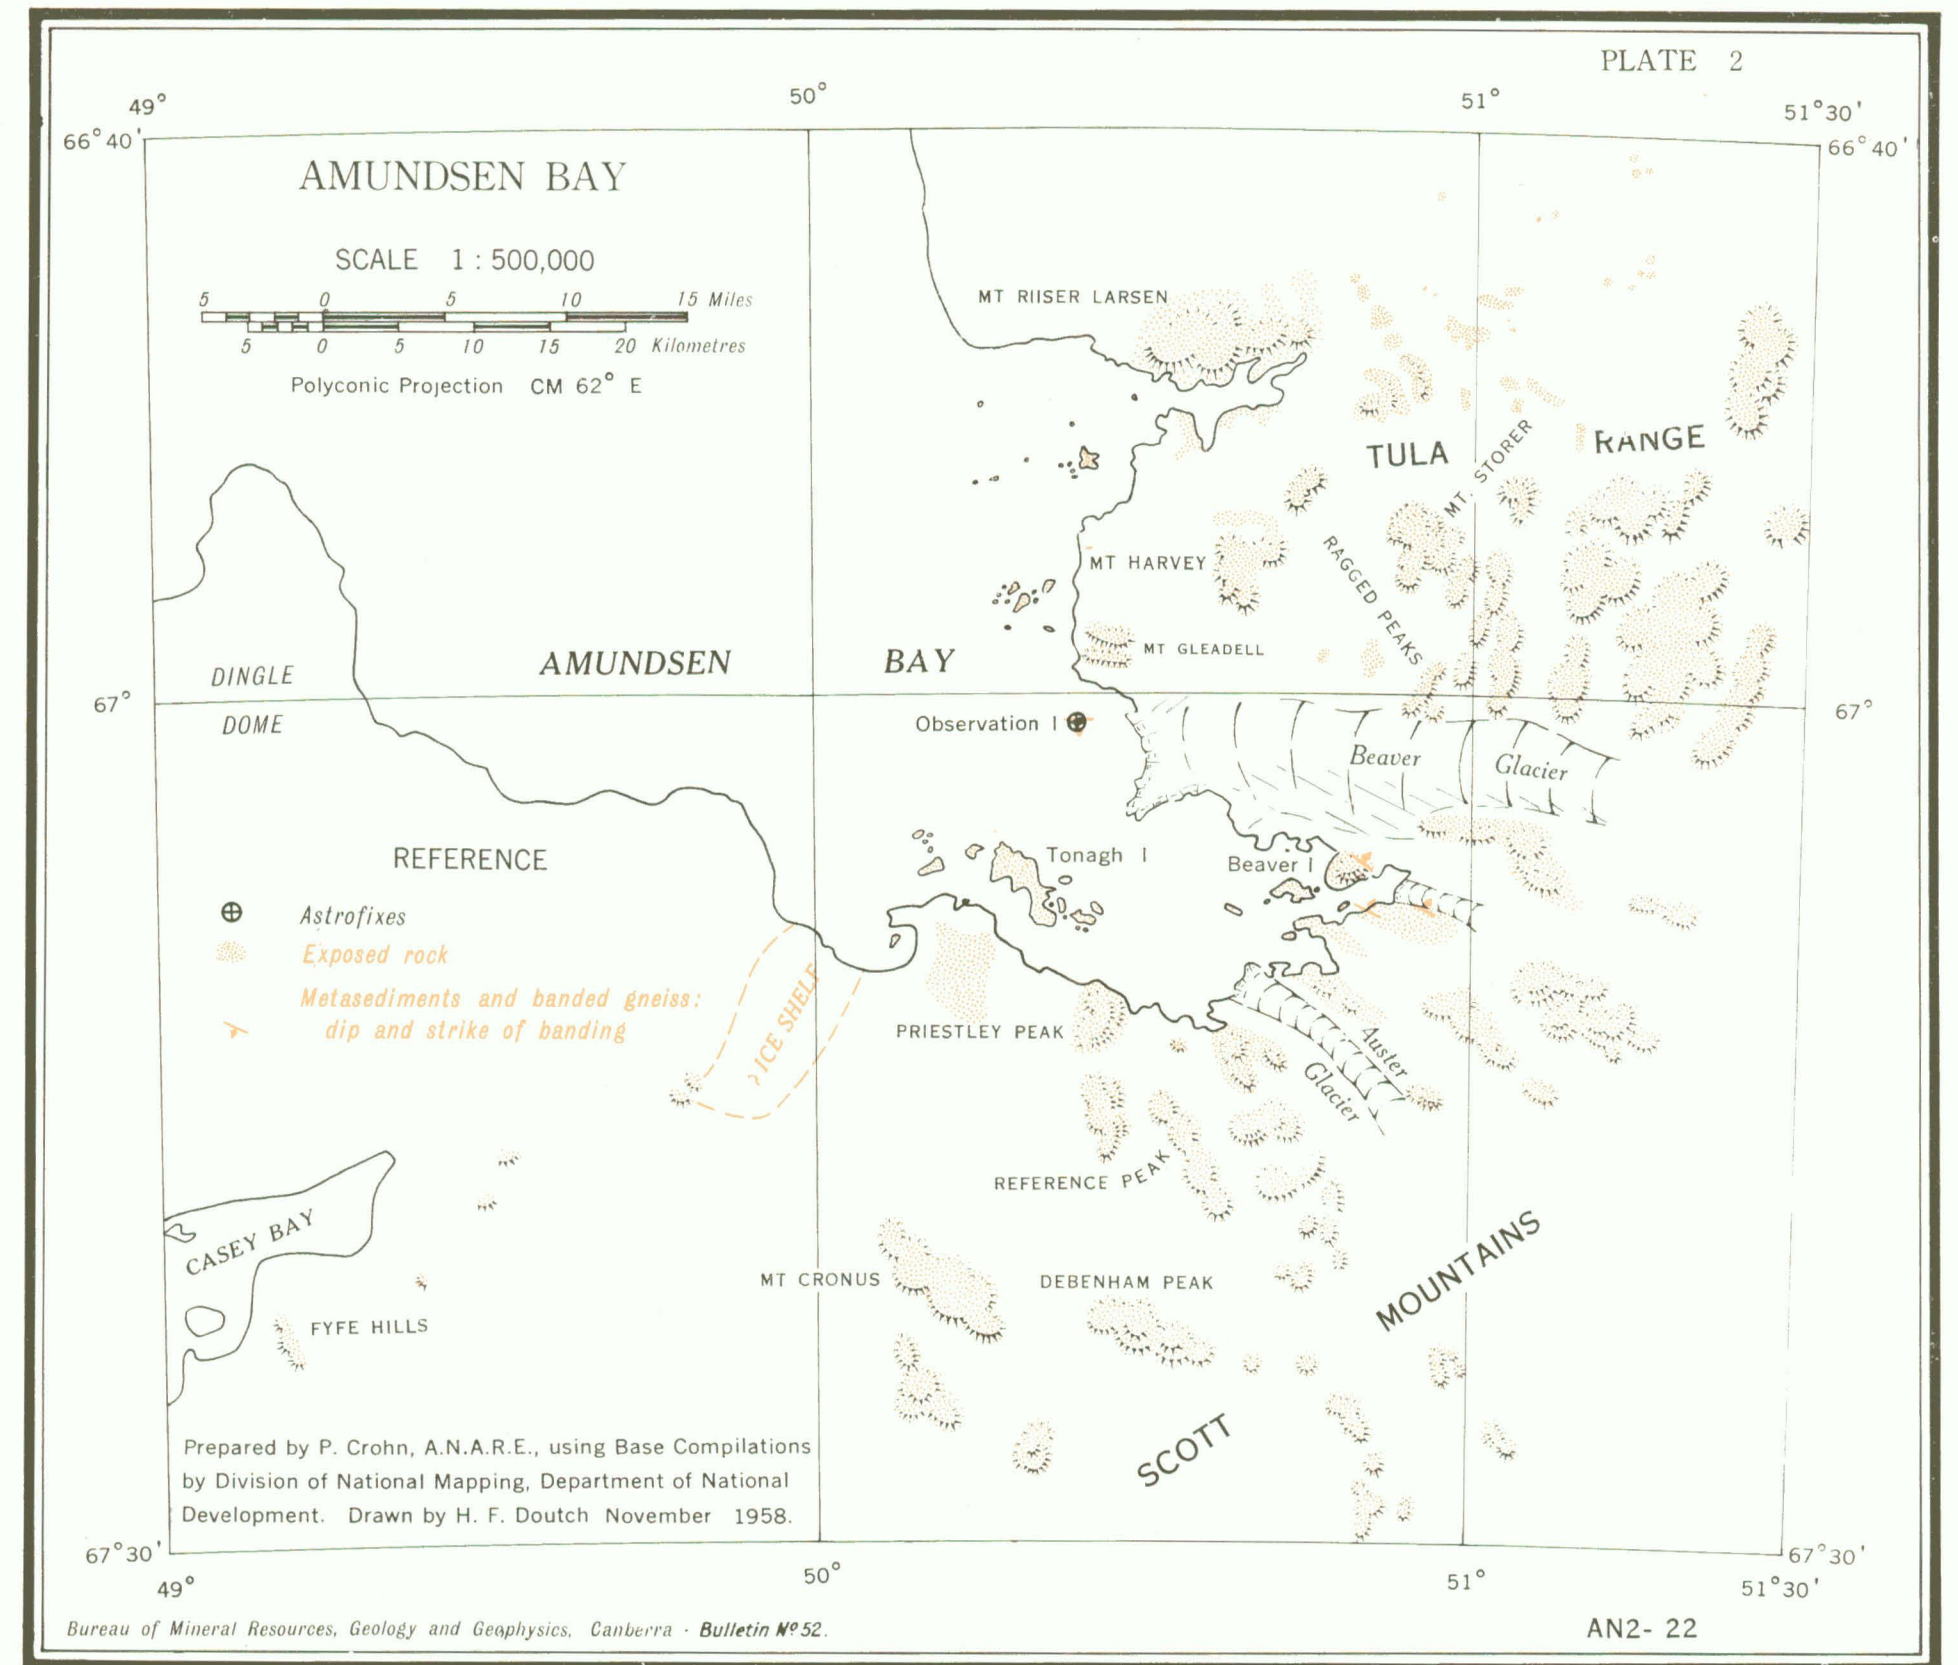 PLATE 2
49°
50°
51°
51°30'
66°40'
66°40'
AMUNDSEN BAY
SCALE 1 : 500,000
5 0 5 10 15 Miles
5 0 5 10 15 20 Kilometres
Polyconic Projection CM 62° E
MT RIISER LARSEN
TULA RANGE
MT. STORER
RAGGED PEAKS
MT HARVEY
MT GLEADELL
AMUNDSEN BAY
DINGLE
DOME
67°
67°
Observation I
Beaver Glacier
Tonagh I
Beaver I
REFERENCE
Astrofixes
Exposed rock
Metasediments and banded gneiss:
dip and strike of banding
? ICE SHELF
PRIESTLEY PEAK
Auster
Glacier
REFERENCE PEAK
CASEY BAY
MT CRONUS
DEBENHAM PEAK
FYFE HILLS
SCOTT MOUNTAINS
Prepared by P. Crohn, A.N.A.R.E., using Base Compilations
by Division of National Mapping, Department of National
Development. Drawn by H. F. Doutch November 1958.
67°30'
67°30'
49°
50°
51°
51°30'
Bureau of Mineral Resources, Geology and Geophysics, Canberra · Bulletin Nº 52.
AN2- 22